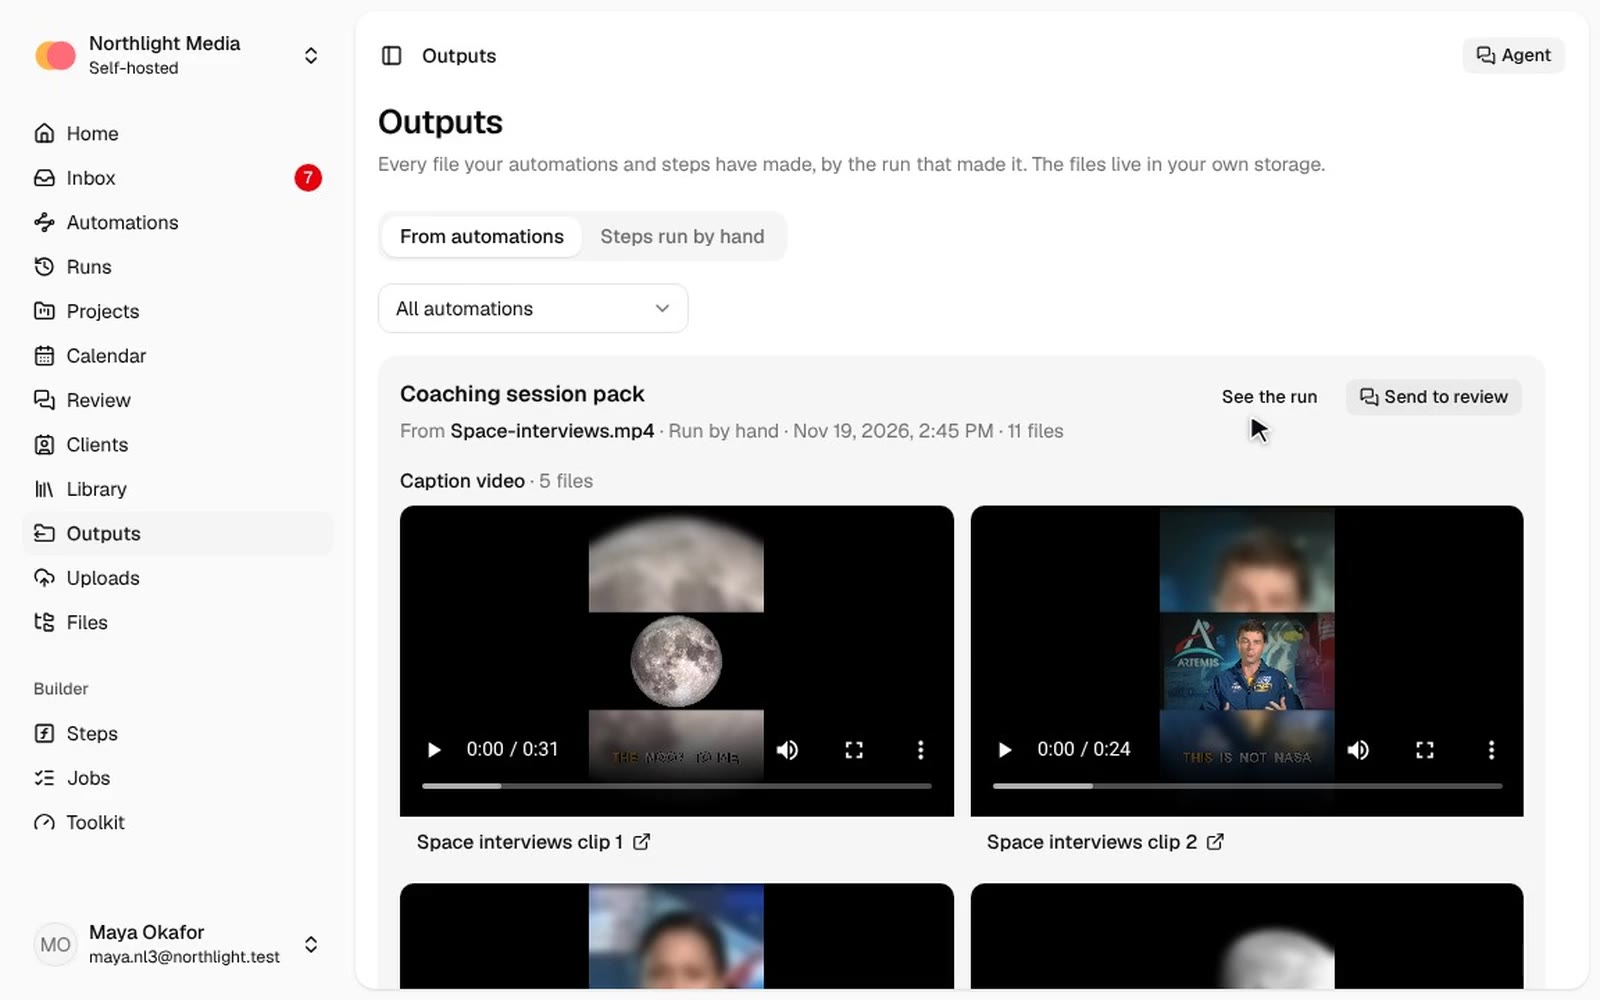 Northlight Media
Self-hosted
Home
Inbox
7
Automations
Runs
Projects
Calendar
Review
Clients
Library
Outputs
Uploads
Files
Builder
Steps
Jobs
Toolkit
MO
Maya Okafor
maya.nl3@northlight.test
Outputs
Agent
Outputs
Every file your automations and steps have made, by the run that made it. The files live in your own storage.
From automations
Steps run by hand
All automations
Coaching session pack
See the run
Send to review
From Space-interviews.mp4 · Run by hand · Nov 19, 2026, 2:45 PM · 11 files
Caption video · 5 files
0:00 / 0:31
THE MOON TO ME
Space interviews clip 1
ARTEMIS
0:00 / 0:24
THIS IS NOT NASA
Space interviews clip 2